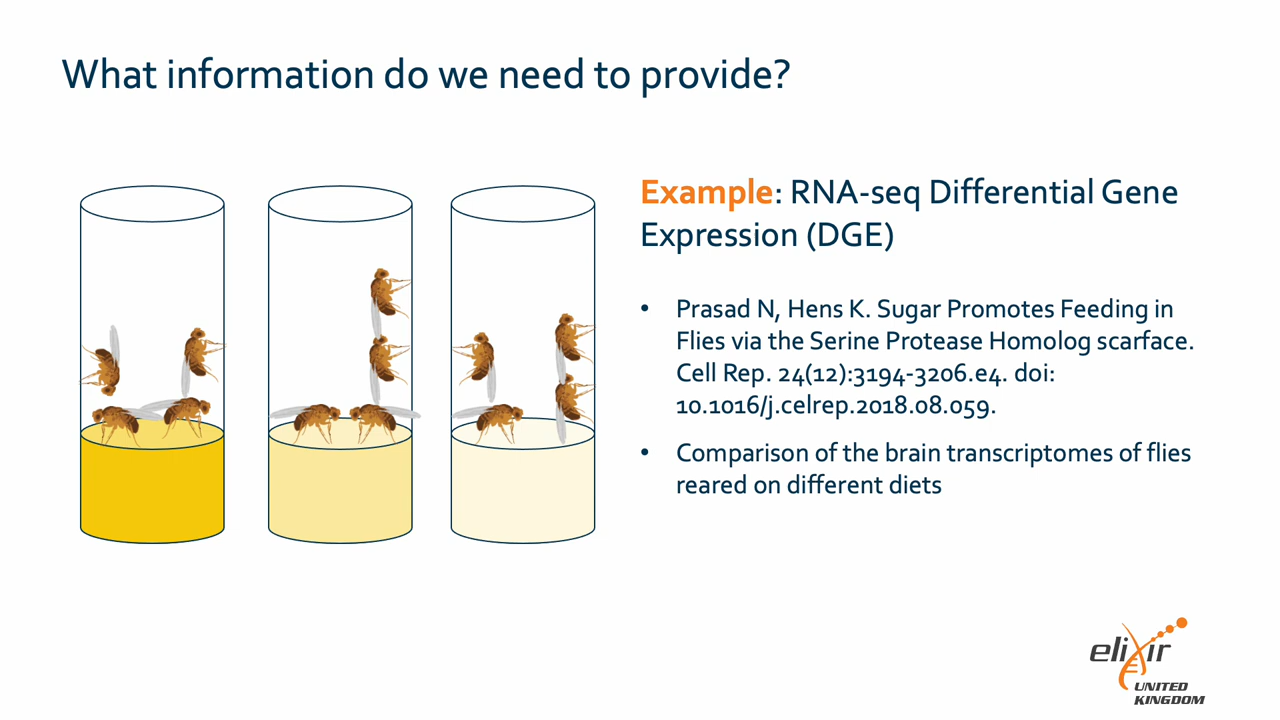 What information do we need to provide?
Example: RNA-seq Differential Gene
Expression (DGE)
• Prasad N, Hens K. Sugar Promotes Feeding in
Flies via the Serine Protease Homolog scarface.
Cell Rep. 24(12):3194-3206.e4. doi:
10.1016/j.celrep.2018.08.059.
• Comparison of the brain transcriptomes of flies
reared on different diets
elixir
UNITED
KINGDOM